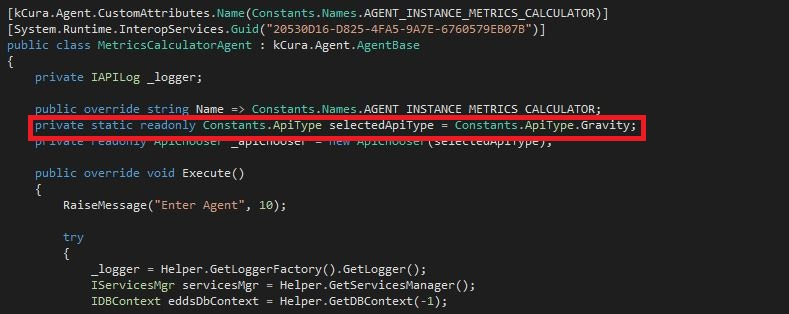 [kCura.Agent.CustomAttributes.Name(Constants.Names.AGENT_INSTANCE_METRICS_CALCULATOR)]
[System.Runtime.InteropServices.Guid("20530D16-D825-4FA5-9A7E-6760579EB07B")]
public class MetricsCalculatorAgent : kCura.Agent.AgentBase
{
private IAPILog _logger;
public override string Name => Constants.Names.AGENT_INSTANCE_METRICS_CALCULATOR;
private static readonly Constants.ApiType selectedApiType = Constants.ApiType.Gravity;
private readonly ApiChooser _apiChooser = new ApiChooser(selectedApiType);
public override void Execute()
{
RaiseMessage("Enter Agent", 10);
try
{
_logger = Helper.GetLoggerFactory().GetLogger();
IServicesMgr servicesMgr = Helper.GetServicesManager();
IDBContext eddsDbContext = Helper.GetDBContext(-1);